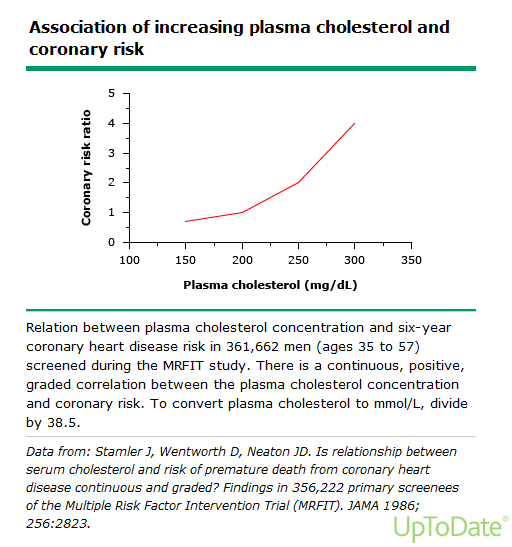 Association of increasing plasma cholesterol and
coronary risk
5
4
3
2
1
0
Coronary risk ratio
100 150 200 250 300 350
Plasma cholesterol (mg/dL)
Relation between plasma cholesterol concentration and six-year
coronary heart disease risk in 361,662 men (ages 35 to 57)
screened during the MRFIT study. There is a continuous, positive,
graded correlation between the plasma cholesterol concentration
and coronary risk. To convert plasma cholesterol to mmol/L, divide
by 38.5.
Data from: Stamler J, Wentworth D, Neaton JD. Is relationship between
serum cholesterol and risk of premature death from coronary heart
disease continuous and graded? Findings in 356,222 primary screenees
of the Multiple Risk Factor Intervention Trial (MRFIT). JAMA 1986;
256:2823.
UpToDate®